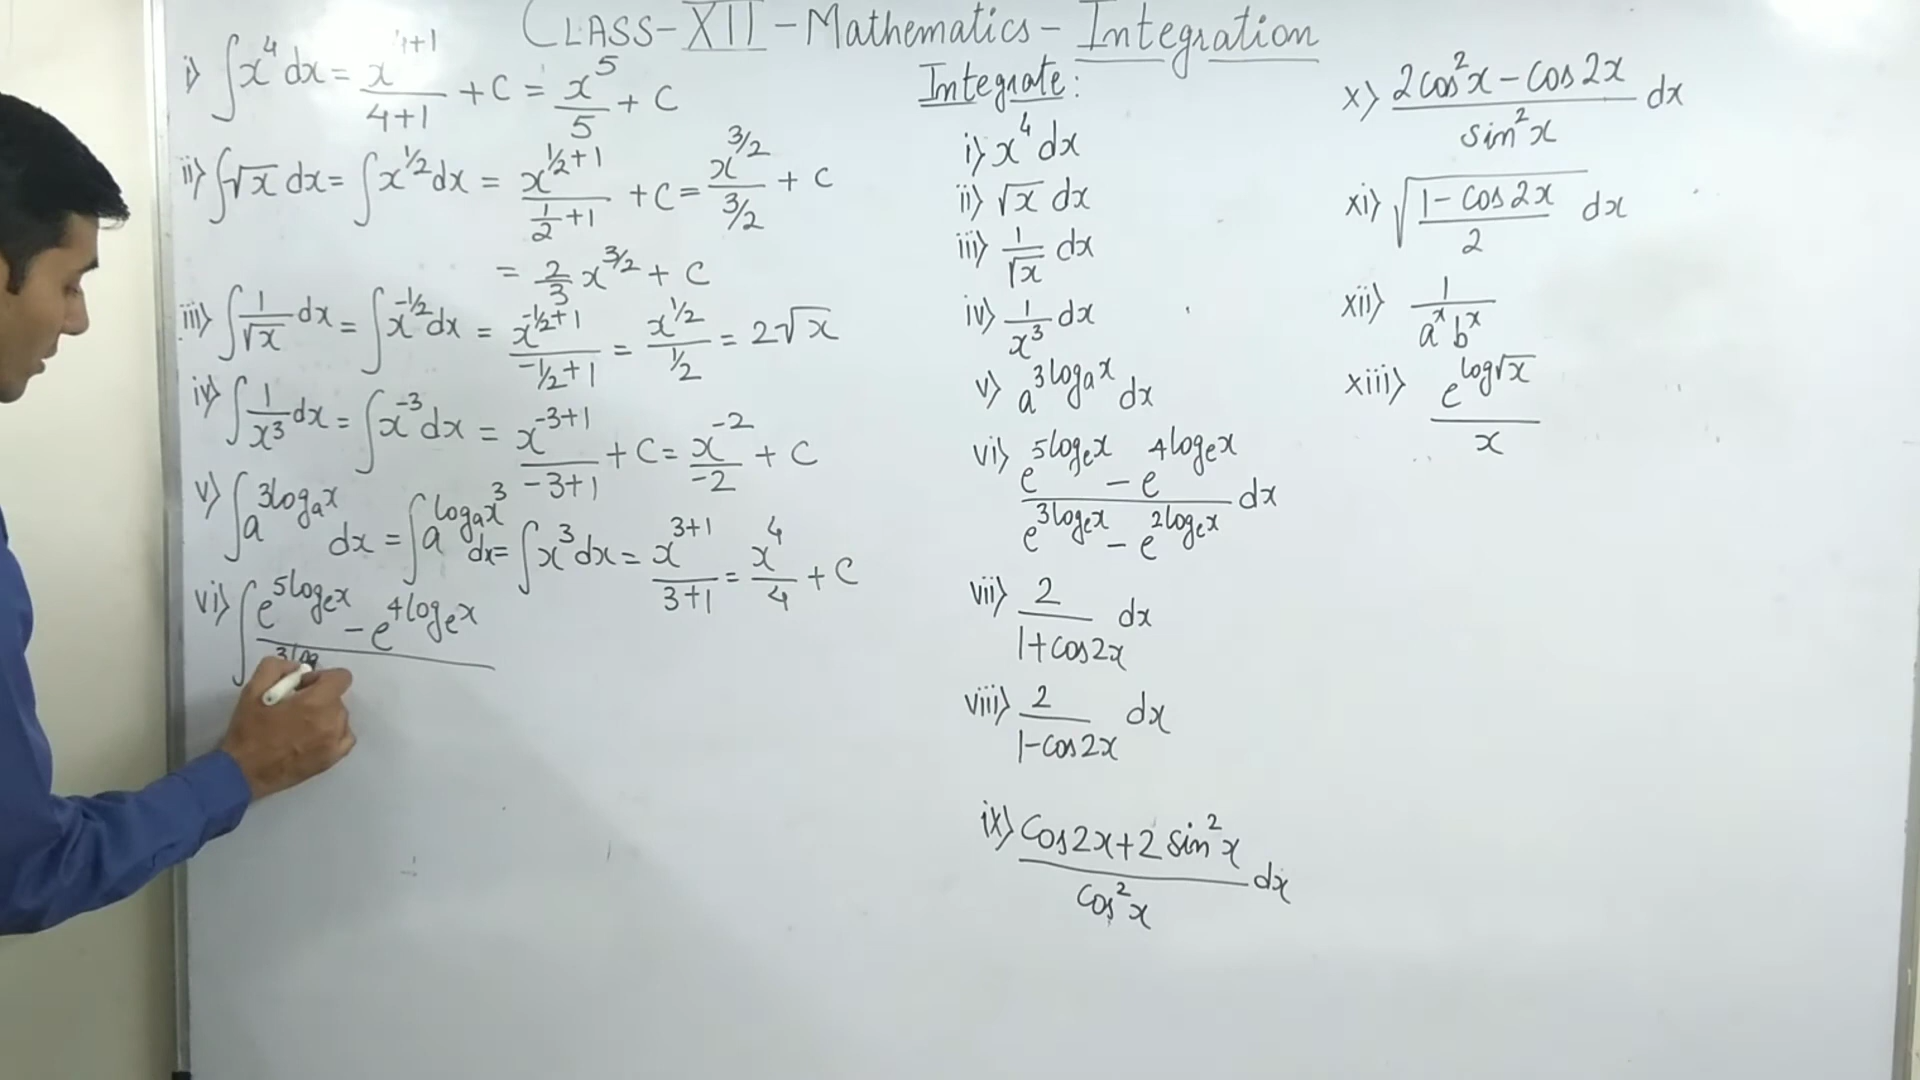 CLASS-XII-Mathematics-Integration
i) ∫x⁴dx = x⁴⁺¹/4+1 + C = x⁵/5 + C
ii) ∫√x dx = ∫x^1/2 dx = x^1/2+1/1/2+1 + C = x^3/2/3/2 + C
= 2/3 x^3/2 + C
iii) ∫1/√x dx = ∫x^-1/2 dx = x^-1/2+1/-1/2+1 = x^1/2/1/2 = 2√x
iv) ∫1/x³ dx = ∫x⁻³dx = x^-3+1/-3+1 + C = x⁻²/-2 + C
v) ∫a^3logₐx dx = ∫a^logₐx³ dx = ∫x³dx = x^3+1/3+1 = x⁴/4 + C
vi) ∫e^5logₑx - e^4logₑx
3log
Integrate:
i) x⁴dx
ii) √x dx
iii) 1/√x dx
iv) 1/x³ dx
v) a^3logₐx dx
vi) e^5logₑx - e^4logₑx/e^3logₑx - e^2logₑx dx
vii) 2/1+cos2x dx
viii) 2/1-cos2x dx
ix) Cos2x+2sin²x/cos²x dx
x) 2cos²x-cos2x/sin²x dx
xi) √1-cos2x/2 dx
xii) 1/aˣbˣ
xiii) e^log√x/x